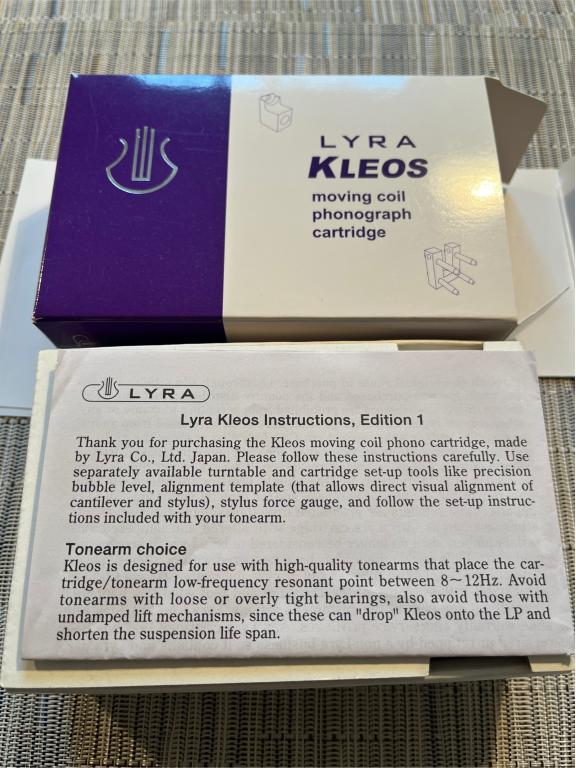 LYRA
KLEOS
moving coil
phonograph
cartridge
LYRA
Lyra Kleos Instructions, Edition 1
Thank you for purchasing the Kleos moving coil phono cartridge, made
by Lyra Co., Ltd. Japan. Please follow these instructions carefully. Use
separately available turntable and cartridge set-up tools like precision
bubble level, alignment template (that allows direct visual alignment of
cantilever and stylus), stylus force gauge, and follow the set-up instruc-
tions included with your tonearm.
Tonearm choice
Kleos is designed for use with high-quality tonearms that place the car-
tridge/tonearm low-frequency resonant point between 8~12Hz. Avoid
tonearms with loose or overly tight bearings, also avoid those with
undamped lift mechanisms, since these can "drop" Kleos onto the LP and
shorten the suspension life span.